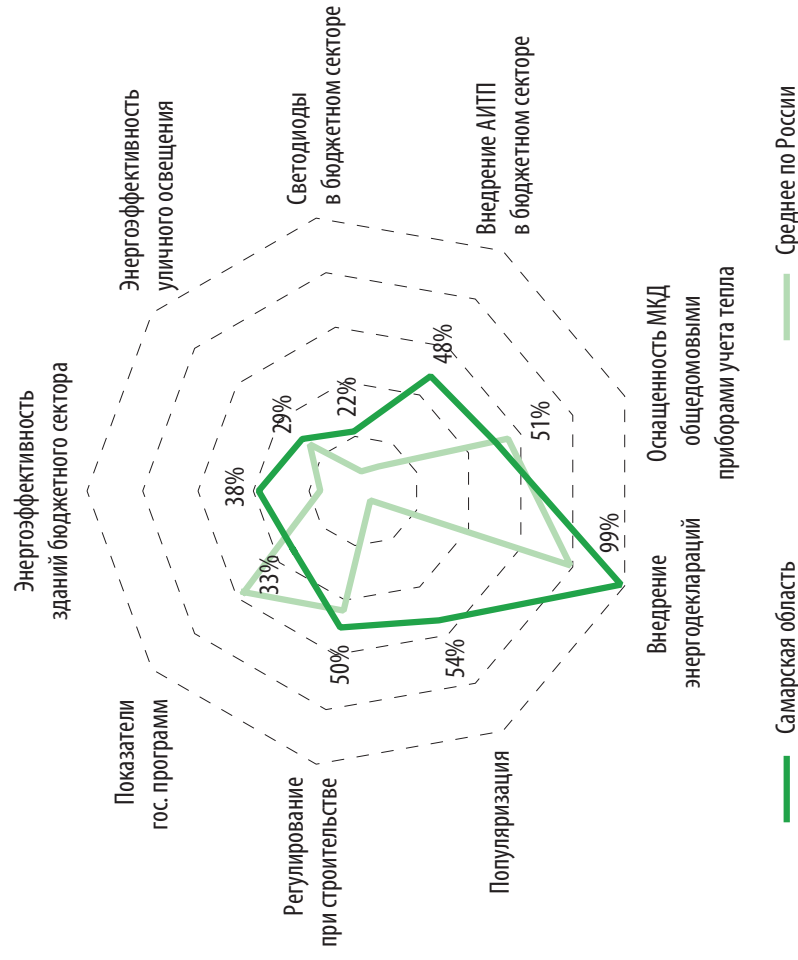 Энергоэффективность
зданий бюджетного сектора
Энергоэффективность
уличного освещения
Светодиоды
в бюджетном секторе
Внедрение АИТП
в бюджетном секторе
Оснащенность МКД
общедомовыми
приборами учета тепла
Внедрение
энергодеклараций
Популяризация
Регулирование
при строительстве
Показатели
гос. программ
38%
29%
22%
48%
51%
99%
54%
50%
33%
Самарская область
Среднее по России